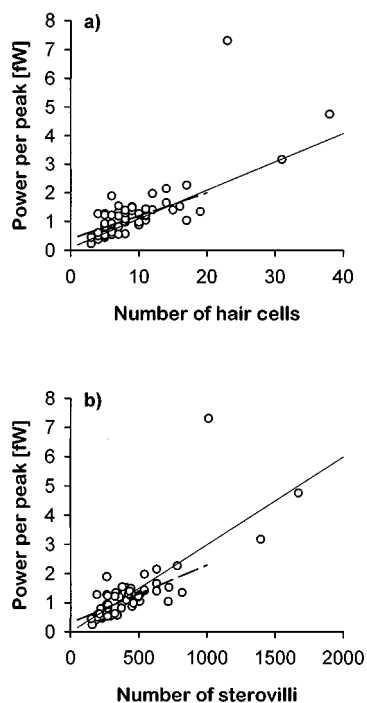 a)
Power per peak [fW]
8
7
6
5
4
3
2
1
0
0 10 20 30 40
Number of hair cells
b)
Power per peak [fW]
8
7
6
5
4
3
2
1
0
0 500 1000 1500 2000
Number of sterovilli